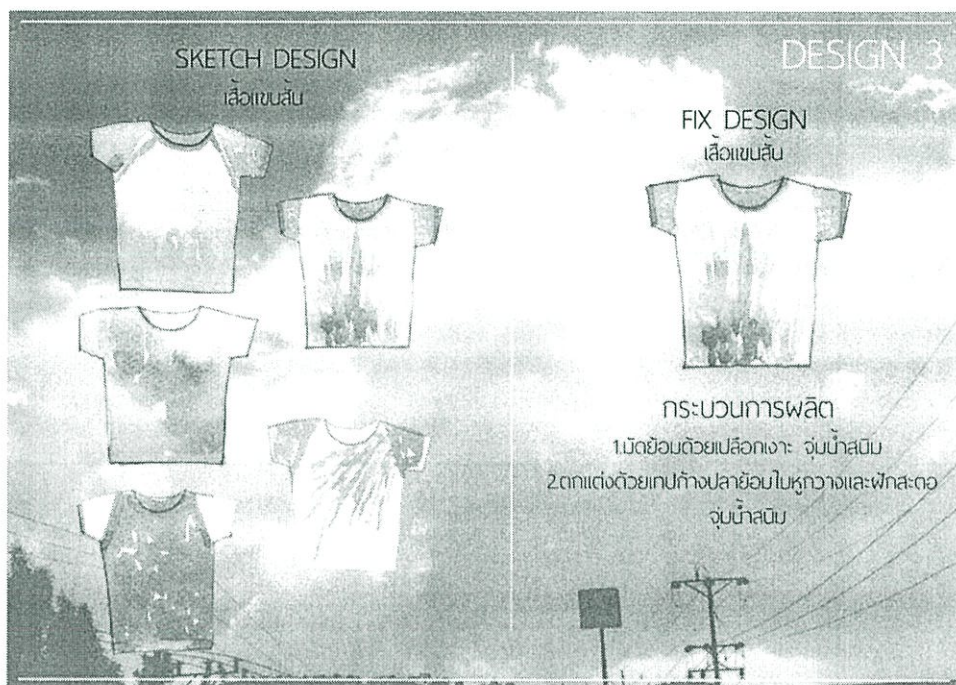 DESIGN 3
SKETCH DESIGN
เสื้อแขนสั้น
FIX DESIGN
เสื้อแขนสั้น
กระบวนการผลิต
1.มัดย้อมด้วยเปลือกเงาะ จุ่มน้ำสนิม
2.ตกแต่งด้วยเทปก้างปลาย้อมใบหูกวางและฝักสะตอ
จุ่มน้ำสนิม